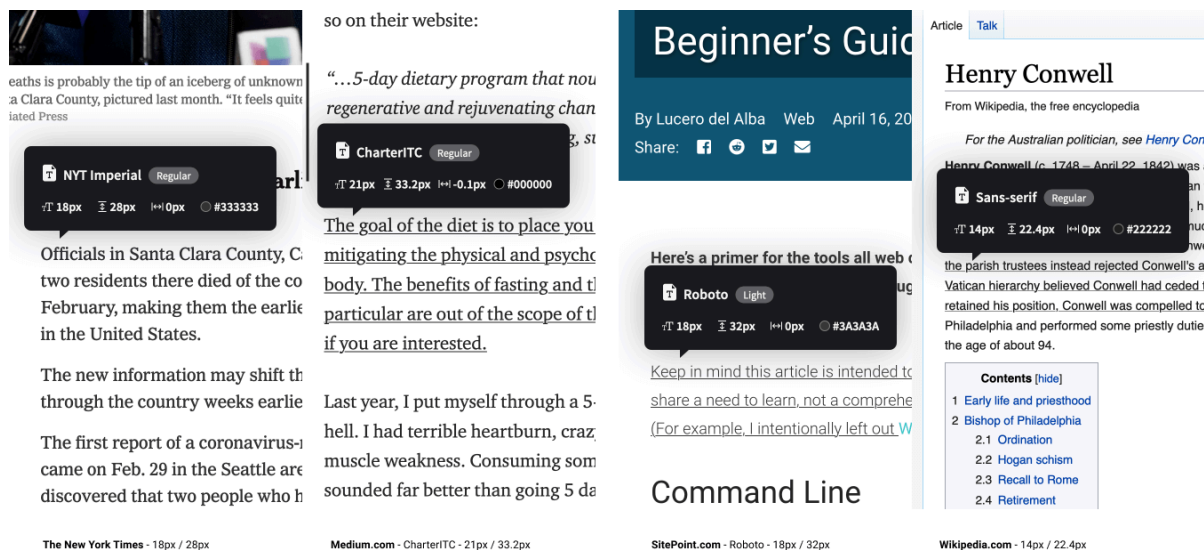 eaths is probably the tip of an iceberg of unknown
ta Clara County, pictured last month. “It feels quite
iated Press
NYT Imperial Regular
18px 28px 0px #333333
Officials in Santa Clara County, C
two residents there died of the co
February, making them the earlie
in the United States.
The new information may shift th
through the country weeks earlie
The first report of a coronavirus-
came on Feb. 29 in the Seattle are
discovered that two people who h
The New York Times - 18px / 28px
so on their website:
“…5-day dietary program that nou
regenerative and rejuvenating chan
g, su
CharterITC Regular
21px 33.2px -0.1px #000000
The goal of the diet is to place you
mitigating the physical and psycho
body. The benefits of fasting and th
particular are out of the scope of th
if you are interested.
Last year, I put myself through a 5-
hell. I had terrible heartburn, crazy
muscle weakness. Consuming som
sounded far better than going 5 da
Medium.com - CharterITC - 21px / 33.2px
Beginner’s Guid
By Lucero del Alba Web April 16, 20
Share:
Here’s a primer for the tools all web d
ug
Roboto Light
18px 32px 0px #3A3A3A
Keep in mind this article is intended to
share a need to learn, not a comprehe
(For example, I intentionally left out W
Command Line
SitePoint.com - Roboto - 18px / 32px
Article Talk
Henry Conwell
From Wikipedia, the free encyclopedia
For the Australian politician, see Henry Con
Henry Conwell (c. 1748 – April 22, 1842) was a
Sans-serif Regular
14px 22.4px 0px #222222
the parish trustees instead rejected Conwell's a
Vatican hierarchy believed Conwell had ceded t
retained his position, Conwell was compelled to
Philadelphia and performed some priestly dutie
the age of about 94.
Contents [hide]
1 Early life and priesthood
2 Bishop of Philadelphia
2.1 Ordination
2.2 Hogan schism
2.3 Recall to Rome
2.4 Retirement
Wikipedia.com - 14px / 22.4px